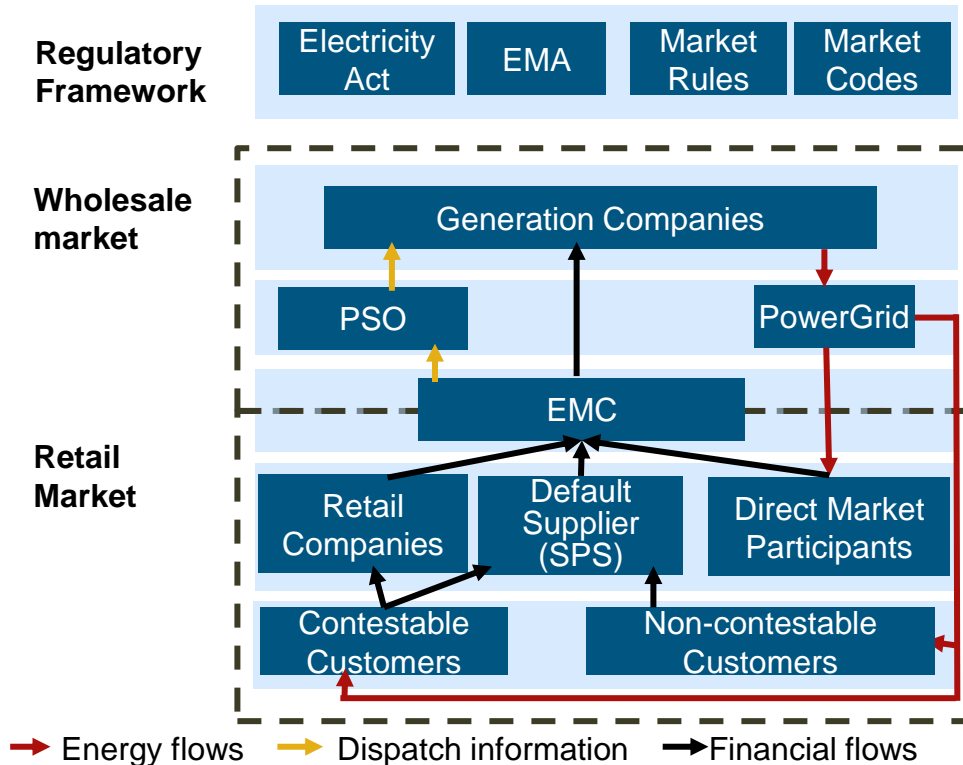 Regulatory
Framework
Electricity
Act
EMA
Market
Rules
Market
Codes
Wholesale
market
Generation Companies
PSO
PowerGrid
EMC
Retail
Market
Retail
Companies
Default
Supplier
(SPS)
Direct Market
Participants
Contestable
Customers
Non-contestable
Customers
Energy flows
Dispatch information
Financial flows